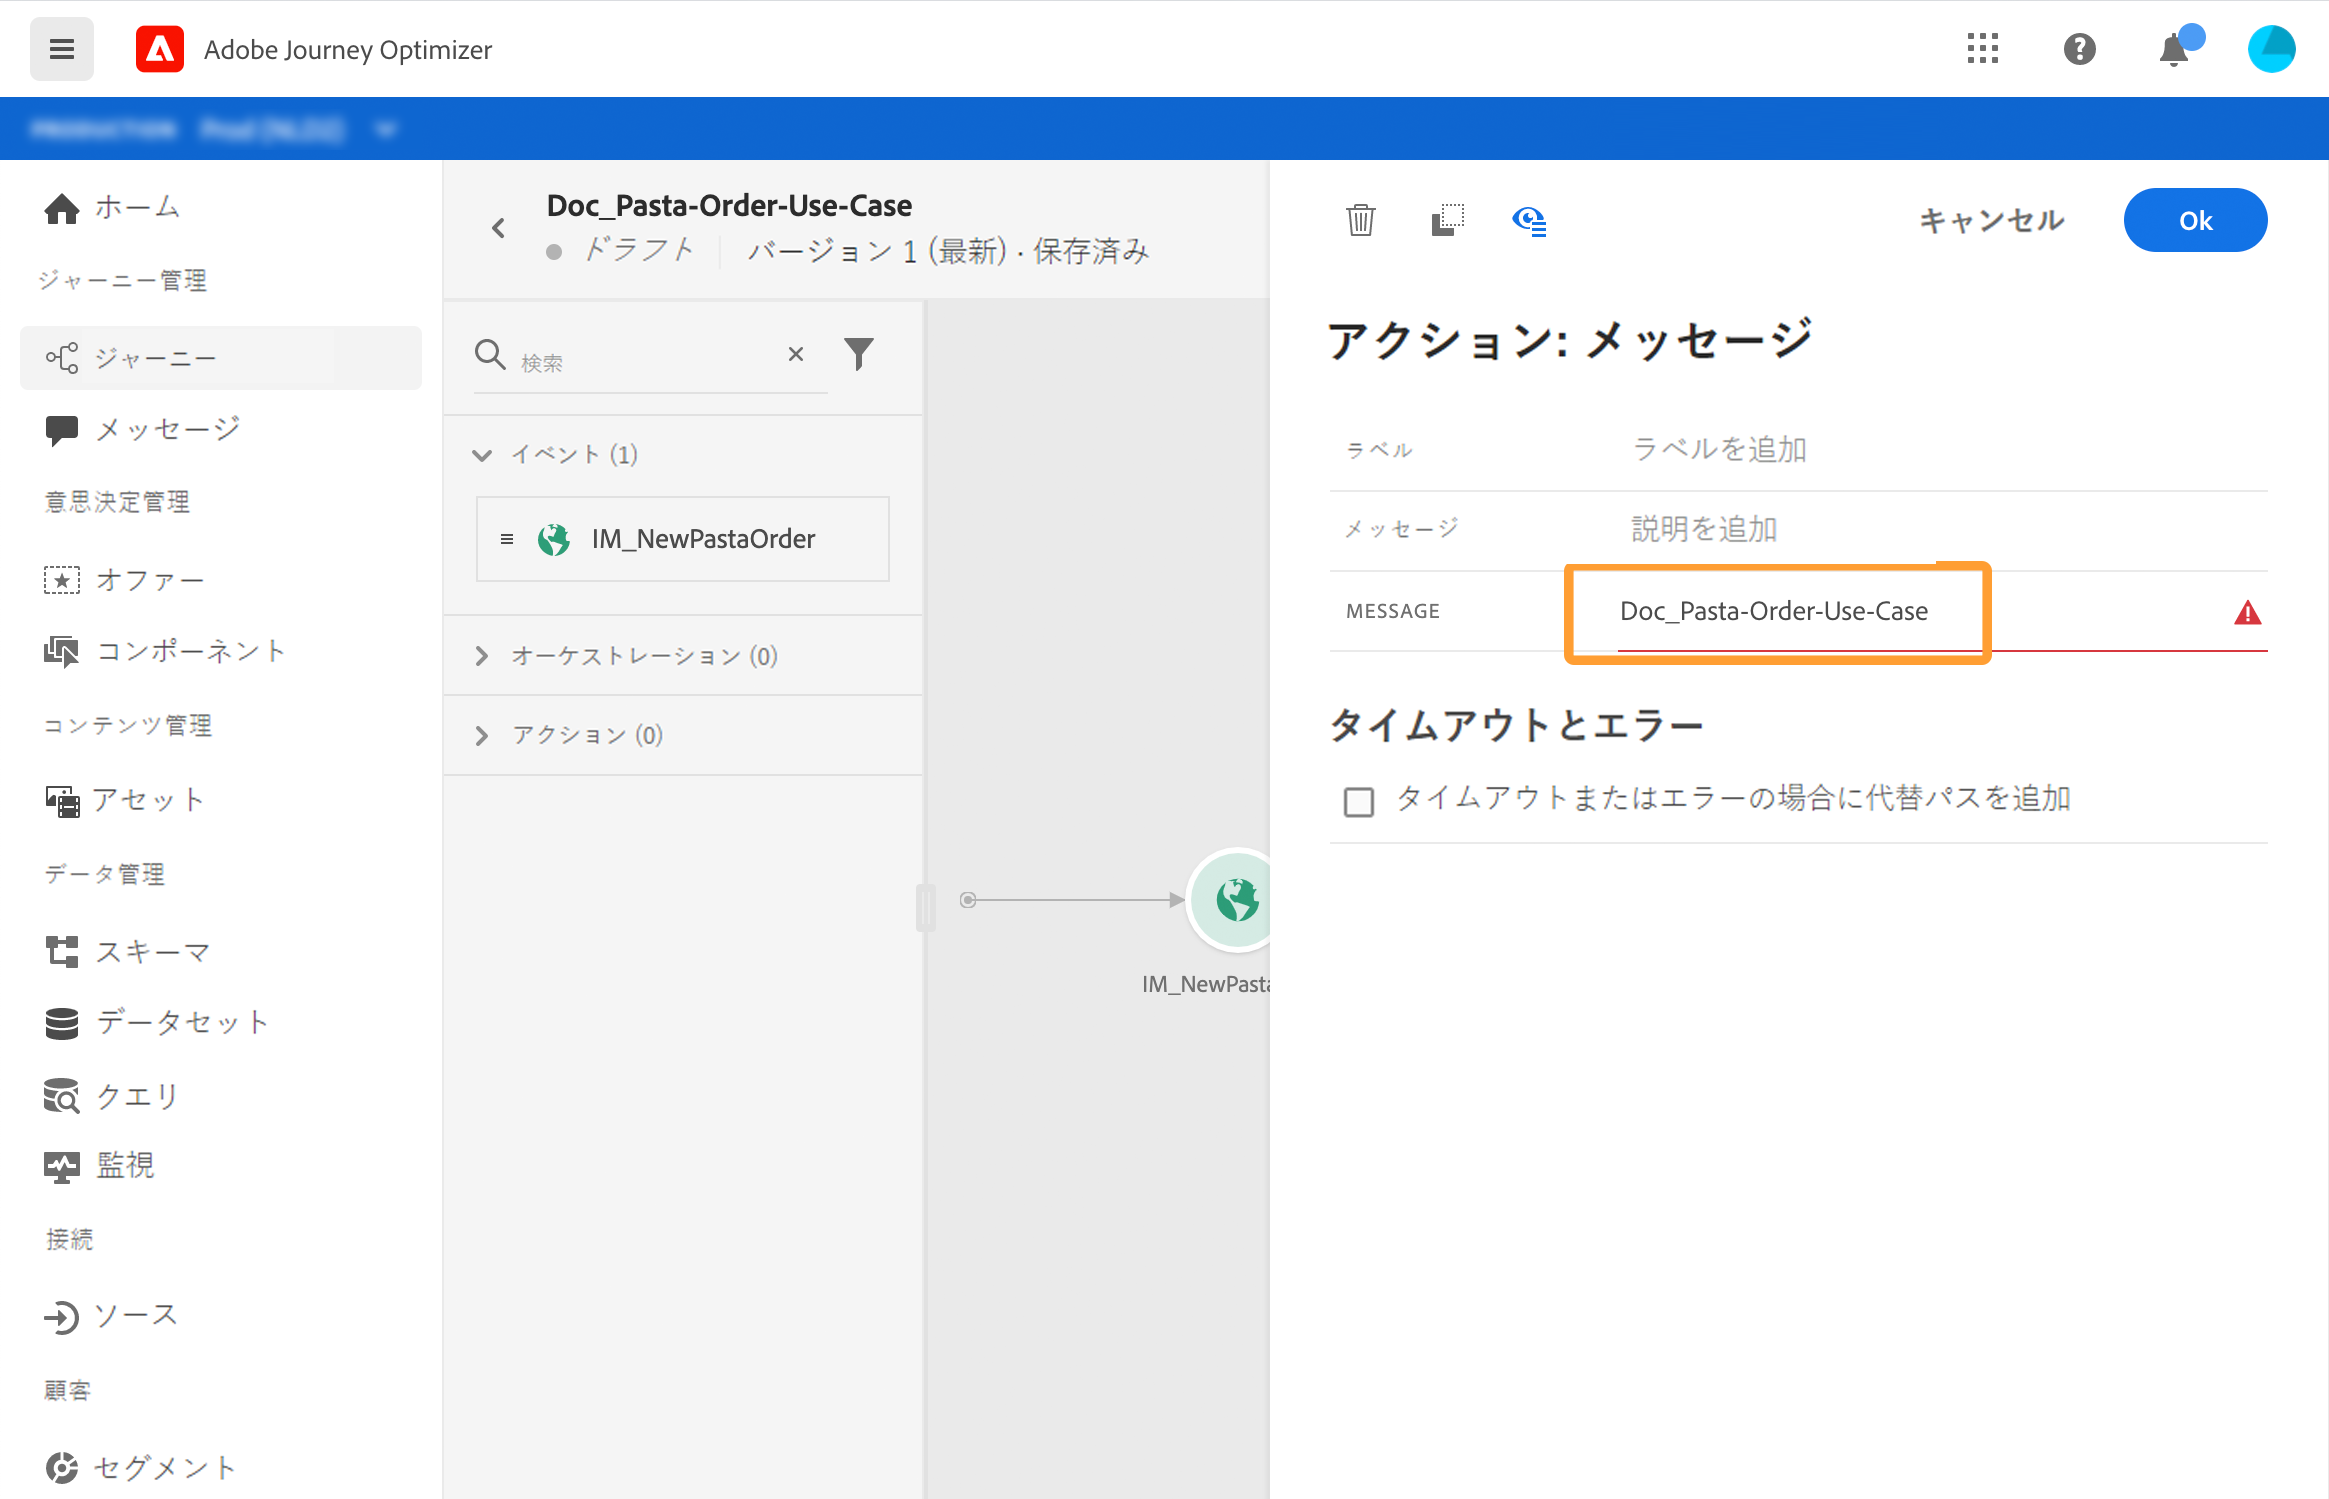 Adobe Journey Optimizer
PRODUCTION Prod (NLD2)
ホーム
ジャーニー管理
ジャーニー
メッセージ
意思決定管理
オファー
コンポーネント
コンテンツ管理
アセット
データ管理
スキーマ
データセット
クエリ
監視
接続
ソース
顧客
セグメント
Doc_Pasta-Order-Use-Case
ドラフト バージョン 1 (最新) · 保存済み
検索
イベント (1)
IM_NewPastaOrder
オーケストレーション (0)
アクション (0)
IM_NewPasta
キャンセル Ok
アクション: メッセージ
ラベル ラベルを追加
メッセージ 説明を追加
MESSAGE Doc_Pasta-Order-Use-Case
タイムアウトとエラー
タイムアウトまたはエラーの場合に代替パスを追加